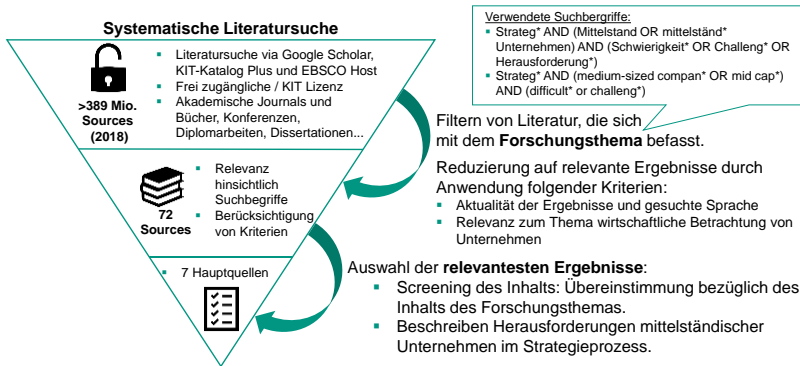 Systematische Literatursuche
>389 Mio.
Sources
(2018)
▪ Literatursuche via Google Scholar,
KIT-Katalog Plus und EBSCO Host
▪ Frei zugängliche / KIT Lizenz
▪ Akademische Journals und
Bücher, Konferenzen,
Diplomarbeiten, Dissertationen...
72
Sources
▪ Relevanz
hinsichtlich
Suchbegriffe
▪ Berücksichtigung
von Kriterien
▪ 7 Hauptquellen
Verwendete Suchbergriffe:
▪ Strateg* AND (Mittelstand OR mittelständ*
Unternehmen) AND (Schwierigkeit* OR Challeng* OR
Herausforderung*)
▪ Strateg* AND (medium-sized compan* OR mid cap*)
AND (difficult* or challeng*)
Filtern von Literatur, die sich
mit dem Forschungsthema befasst.
Reduzierung auf relevante Ergebnisse durch
Anwendung folgender Kriterien:
▪ Aktualität der Ergebnisse und gesuchte Sprache
▪ Relevanz zum Thema wirtschaftliche Betrachtung von
Unternehmen
Auswahl der relevantesten Ergebnisse:
▪ Screening des Inhalts: Übereinstimmung bezüglich des
Inhalts des Forschungsthemas.
▪ Beschreiben Herausforderungen mittelständischer
Unternehmen im Strategieprozess.